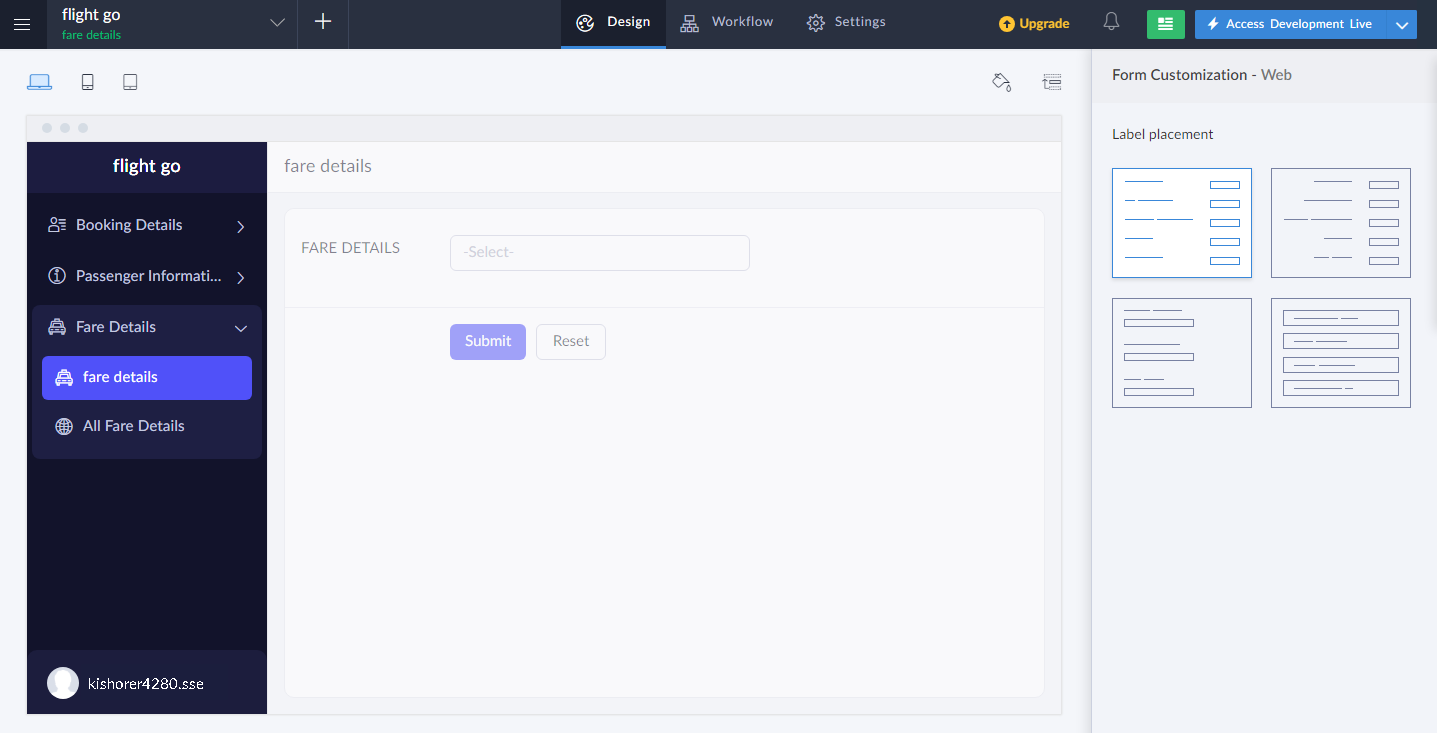 flight go
fare details
Design
Workflow
Settings
Upgrade
Access Development Live
Form Customization - Web
Label placement
flight go
Booking Details
Passenger Informati...
Fare Details
fare details
All Fare Details
kishorer4280.sse
fare details
FARE DETAILS
-Select-
Submit
Reset